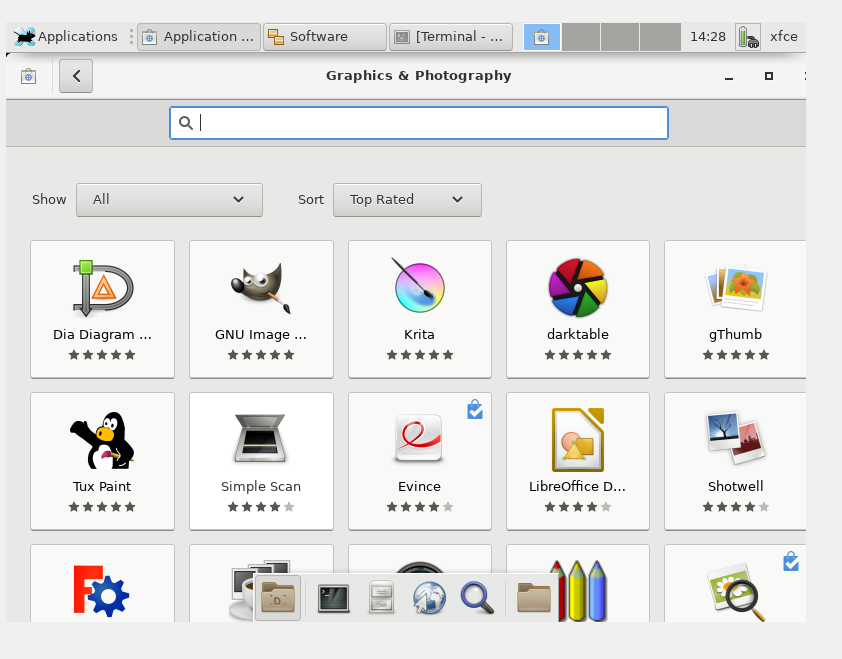 Applications
Application ...
Software
[Terminal - ...
14:28
xfce
Graphics & Photography
Show
All
Sort
Top Rated
Dia Diagram ...
GNU Image ...
Krita
darktable
gThumb
Tux Paint
Simple Scan
Evince
LibreOffice D...
Shotwell